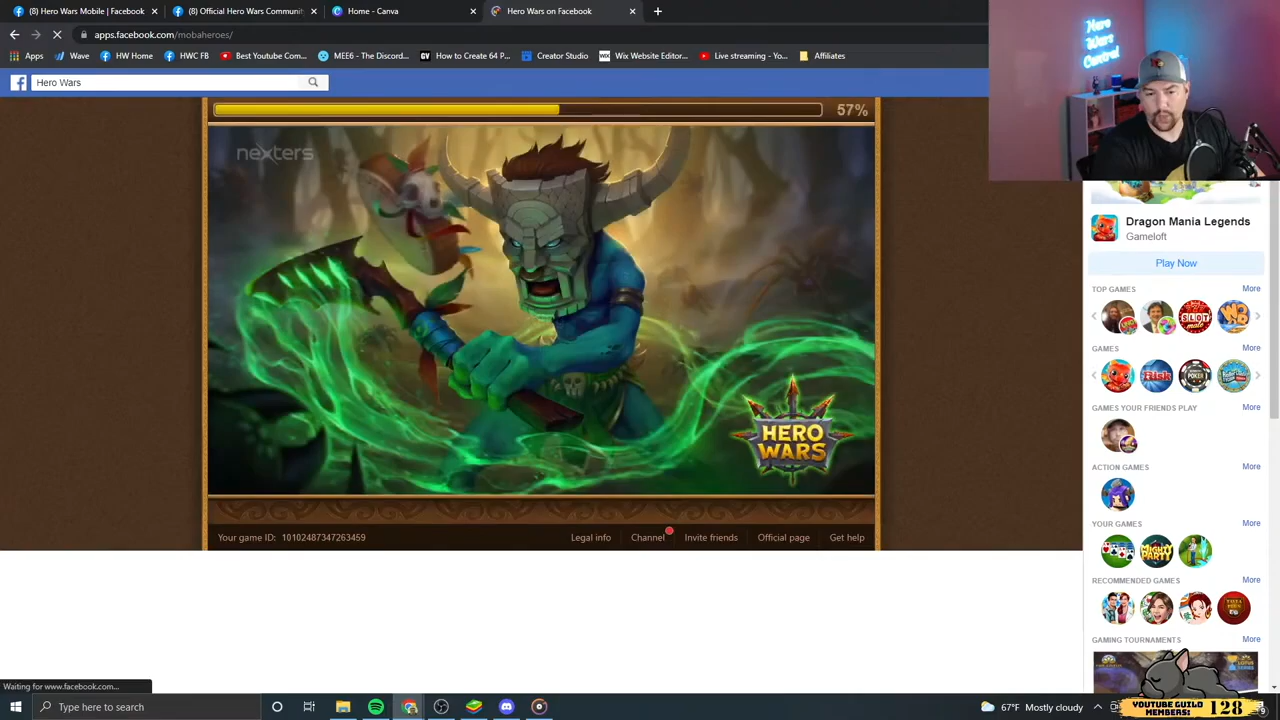 (8) Hero Wars Mobile | Facebook
(8) Official Hero Wars Group | Fac
Home - Canva
Hero Wars on Facebook
apps.facebook.com/mobaheroes/
Apps
Wave
HW Home
HWC FB
Best Youtube Com...
MEE6 - The Discord...
How to Create 64 P...
Creator Studio
Wix Website Editor...
Live streaming - Yo...
Affiliates
Hero Wars Central
Hero Wars
57%
nexters
HERO WARS
Your game ID: 10102487347263459
Legal info
Channel
Invite friends
Official page
Get help
Dragon Mania Legends
Gameloft
Play Now
TOP GAMES
More
GAMES
More
GAMES YOUR FRIENDS PLAY
More
ACTION GAMES
More
YOUR GAMES
More
RECOMMENDED GAMES
More
GAMING TOURNAMENTS
More
Waiting for www.facebook.com...
Type here to search
67°F Mostly cloudy
YOUTUBE GUILD MEMBERS: 128